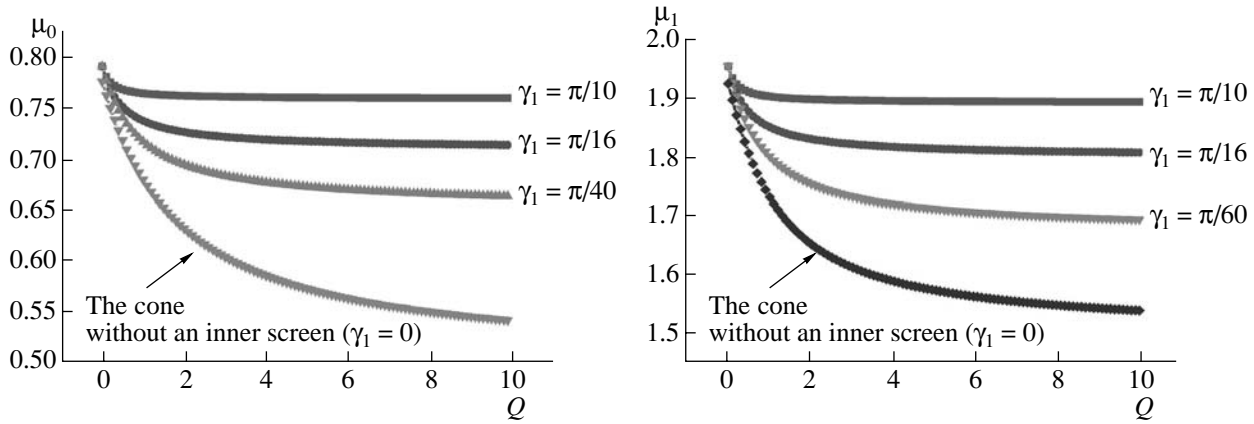 μ0
0.80
0.75
0.70
0.65
0.60
0.55
0.50
γ1 = π/10
γ1 = π/16
γ1 = π/40
The cone
without an inner screen (γ1 = 0)
0 2 4 6 8 10
Q
μ1
2.0
1.9
1.8
1.7
1.6
1.5
γ1 = π/10
γ1 = π/16
γ1 = π/60
The cone
without an inner screen (γ1 = 0)
0 2 4 6 8 10
Q